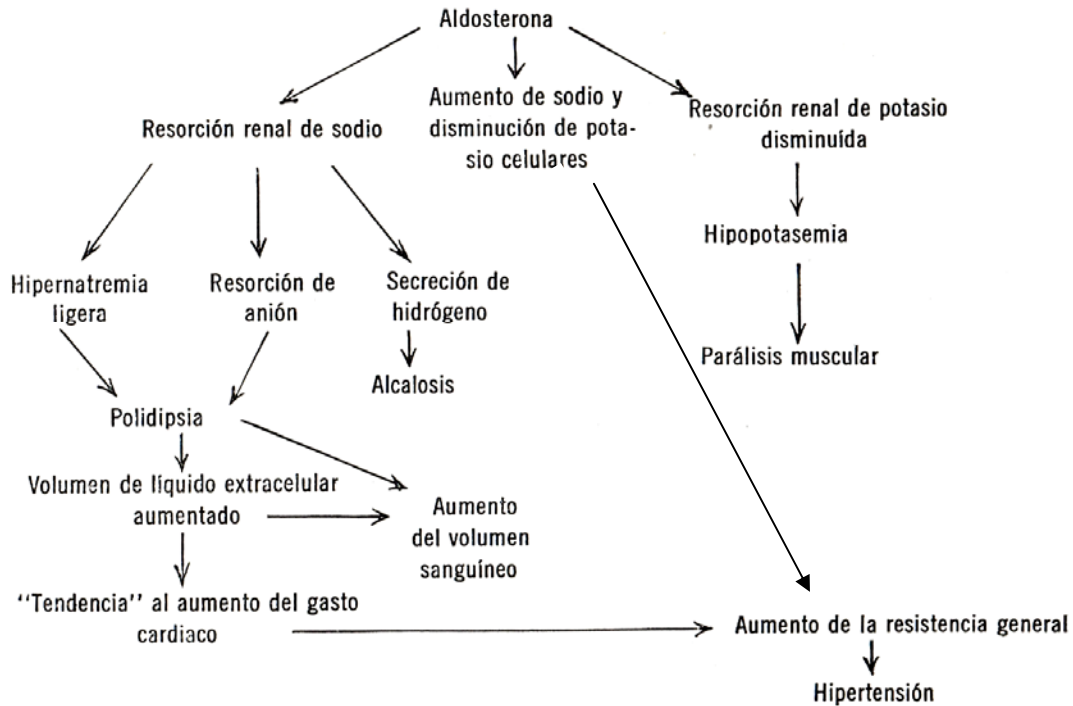 Aldosterona
Resorción renal de sodio
Aumento de sodio y
disminución de pota-
sio celulares
Resorción renal de potasio
disminuída
Hipopotasemia
Parálisis muscular
Hipernatremia
ligera
Resorción de
anión
Secreción de
hidrógeno
Alcalosis
Polidipsia
Volumen de líquido extracelular
aumentado
Aumento
del volumen
sanguíneo
"Tendencia" al aumento del gasto
cardiaco
Aumento de la resistencia general
Hipertensión